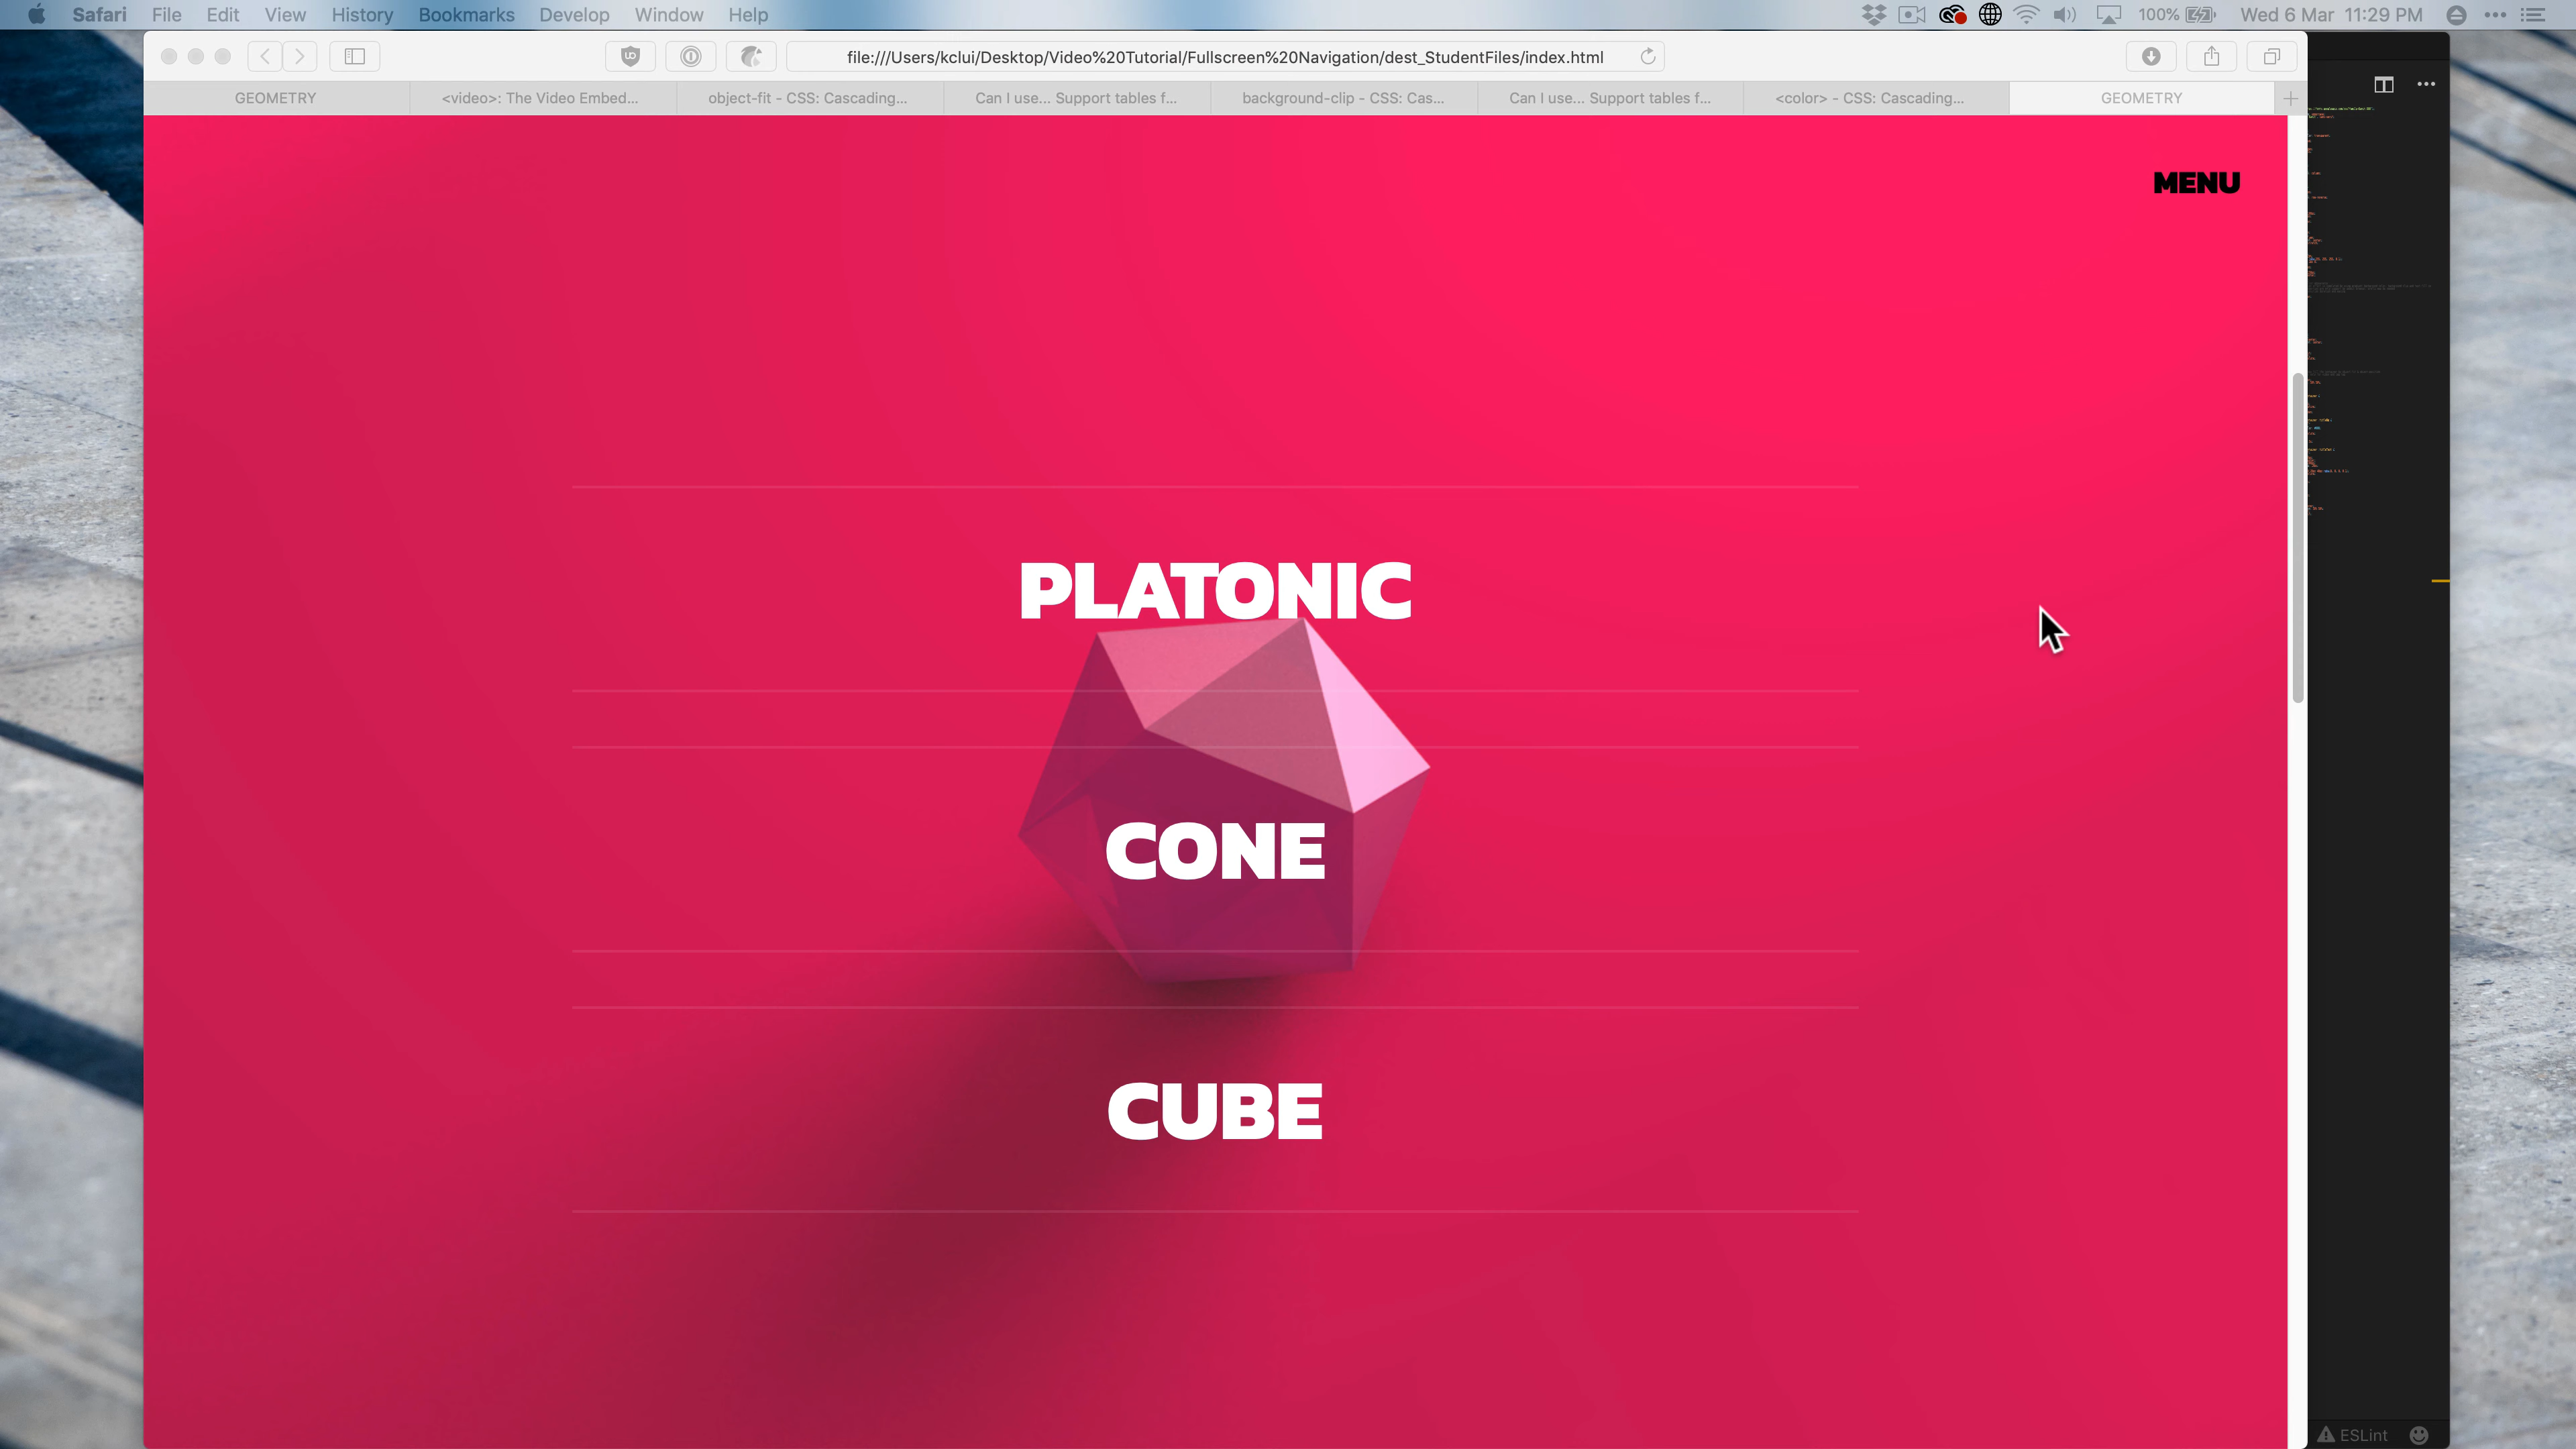 Safari File Edit View History Bookmarks Develop Window Help 100% Wed 6 Mar 11:29 PM
file:///Users/kclui/Desktop/Video%20Tutorial/Fullscreen%20Navigation/dest_StudentFiles/index.html
GEOMETRY <video>: The Video Embed... object-fit - CSS: Cascading... Can I use... Support tables f... background-clip - CSS: Cas... Can I use... Support tables f... <color> - CSS: Cascading... GEOMETRY
MENU
PLATONIC
CONE
CUBE
ESLint